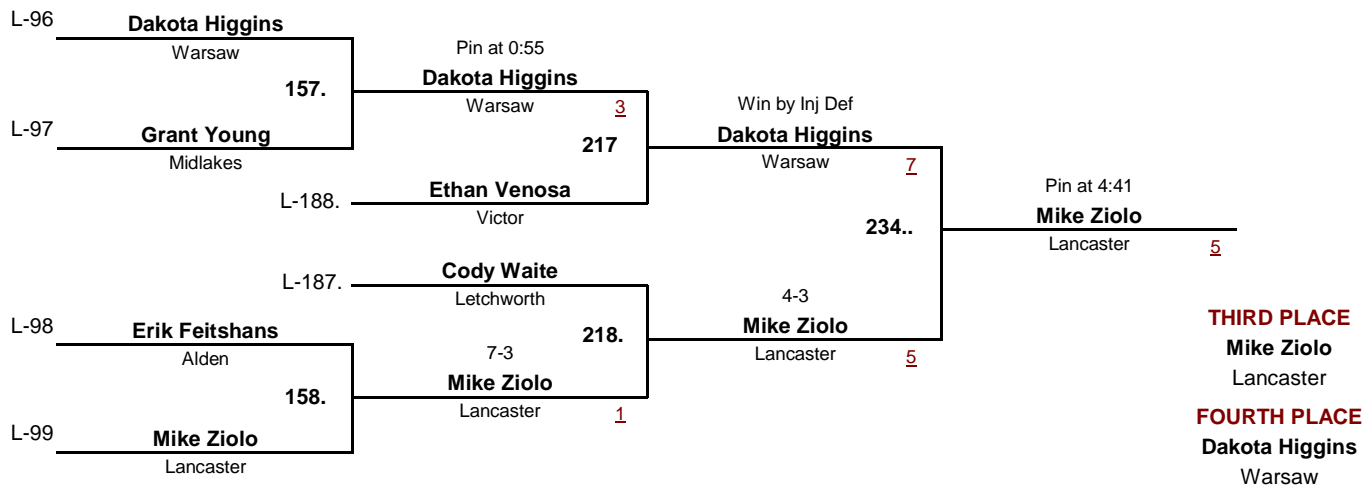 L-96
Dakota Higgins
Warsaw
157.
L-97
Grant Young
Midlakes
Pin at 0:55
Dakota Higgins
Warsaw
3
217
L-188.
Ethan Venosa
Victor
Win by Inj Def
Dakota Higgins
Warsaw
7
234..
Pin at 4:41
Mike Ziolo
Lancaster
5
L-187.
Cody Waite
Letchworth
218.
L-98
Erik Feitshans
Alden
158.
L-99
Mike Ziolo
Lancaster
7-3
Mike Ziolo
Lancaster
1
4-3
Mike Ziolo
Lancaster
5
THIRD PLACE
Mike Ziolo
Lancaster
FOURTH PLACE
Dakota Higgins
Warsaw